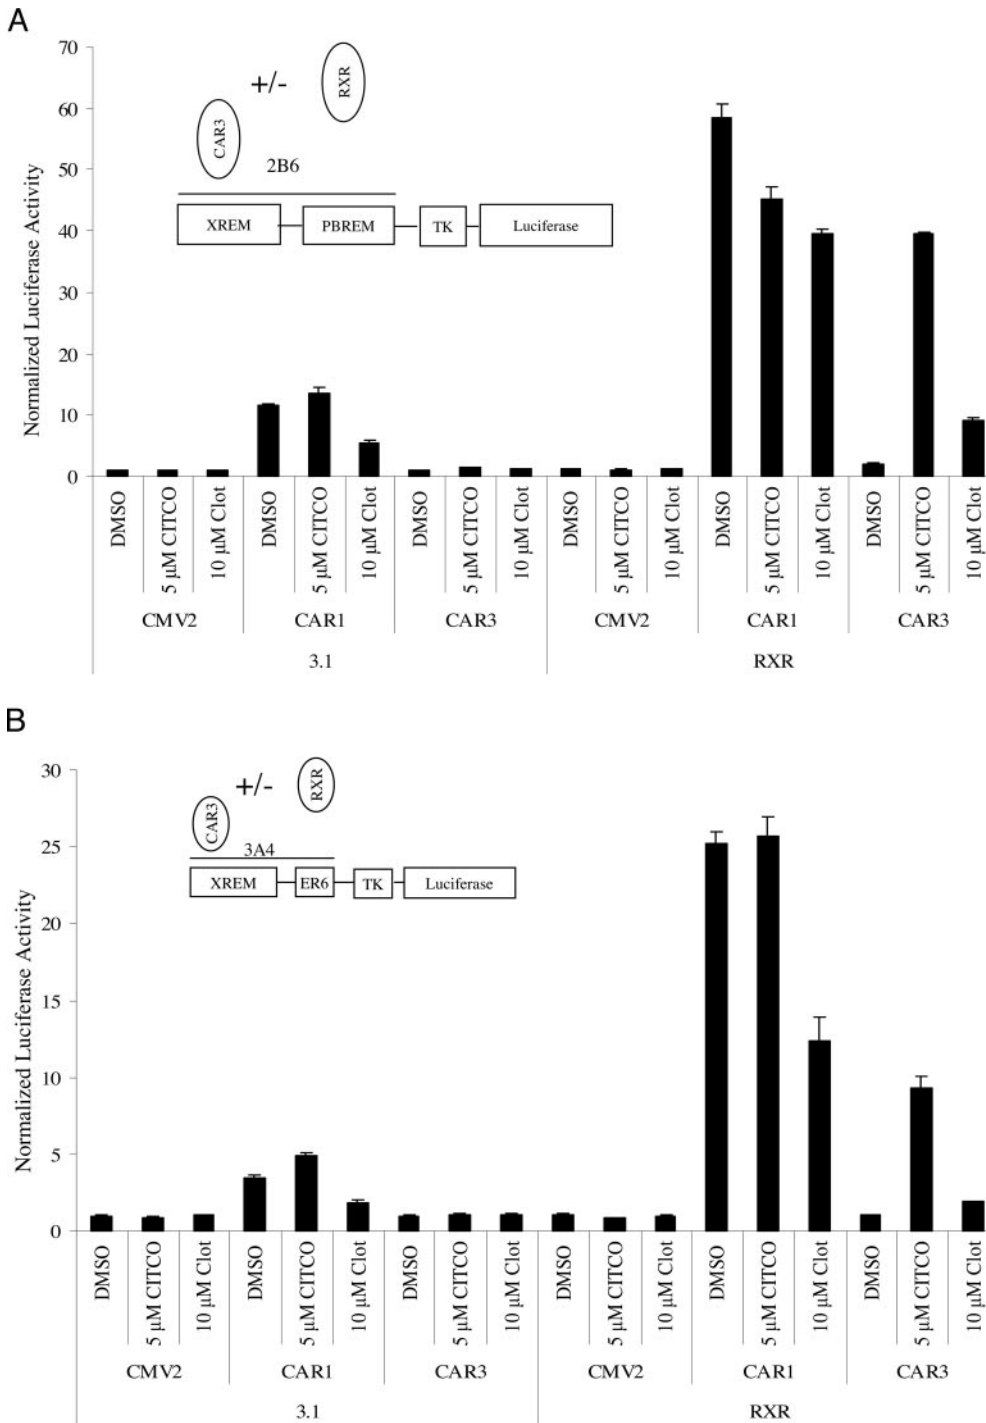 A
70
60
50
40
30
20
10
0
Normalized Luciferase Activity
+/-
RXR
CAR3
2B6
XREM
PBREM
TK
Luciferase
DMSO
5 μM CITCO
10 μM Clot
DMSO
5 μM CITCO
10 μM Clot
DMSO
5 μM CITCO
10 μM Clot
DMSO
5 μM CITCO
10 μM Clot
DMSO
5 μM CITCO
10 μM Clot
DMSO
5 μM CITCO
10 μM Clot
CMV2
CAR1
CAR3
CMV2
CAR1
CAR3
3.1
RXR
B
30
25
20
15
10
5
0
Normalized Luciferase Activity
+/-
RXR
CAR3
3A4
XREM
ER6
TK
Luciferase
DMSO
5 μM CITCO
10 μM Clot
DMSO
5 μM CITCO
10 μM Clot
DMSO
5 μM CITCO
10 μM Clot
DMSO
5 μM CITCO
10 μM Clot
DMSO
5 μM CITCO
10 μM Clot
DMSO
5 μM CITCO
10 μM Clot
CMV2
CAR1
CAR3
CMV2
CAR1
CAR3
3.1
RXR